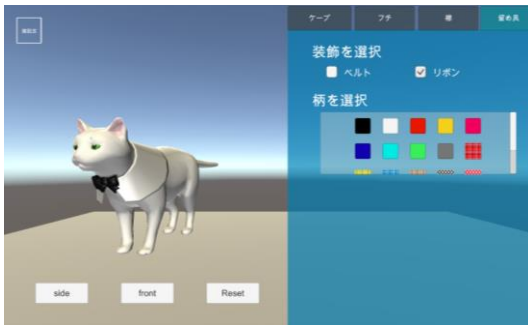 ケープ
フチ
襟
留め具
装飾を選択
ベルト
リボン
柄を選択
side
front
Reset